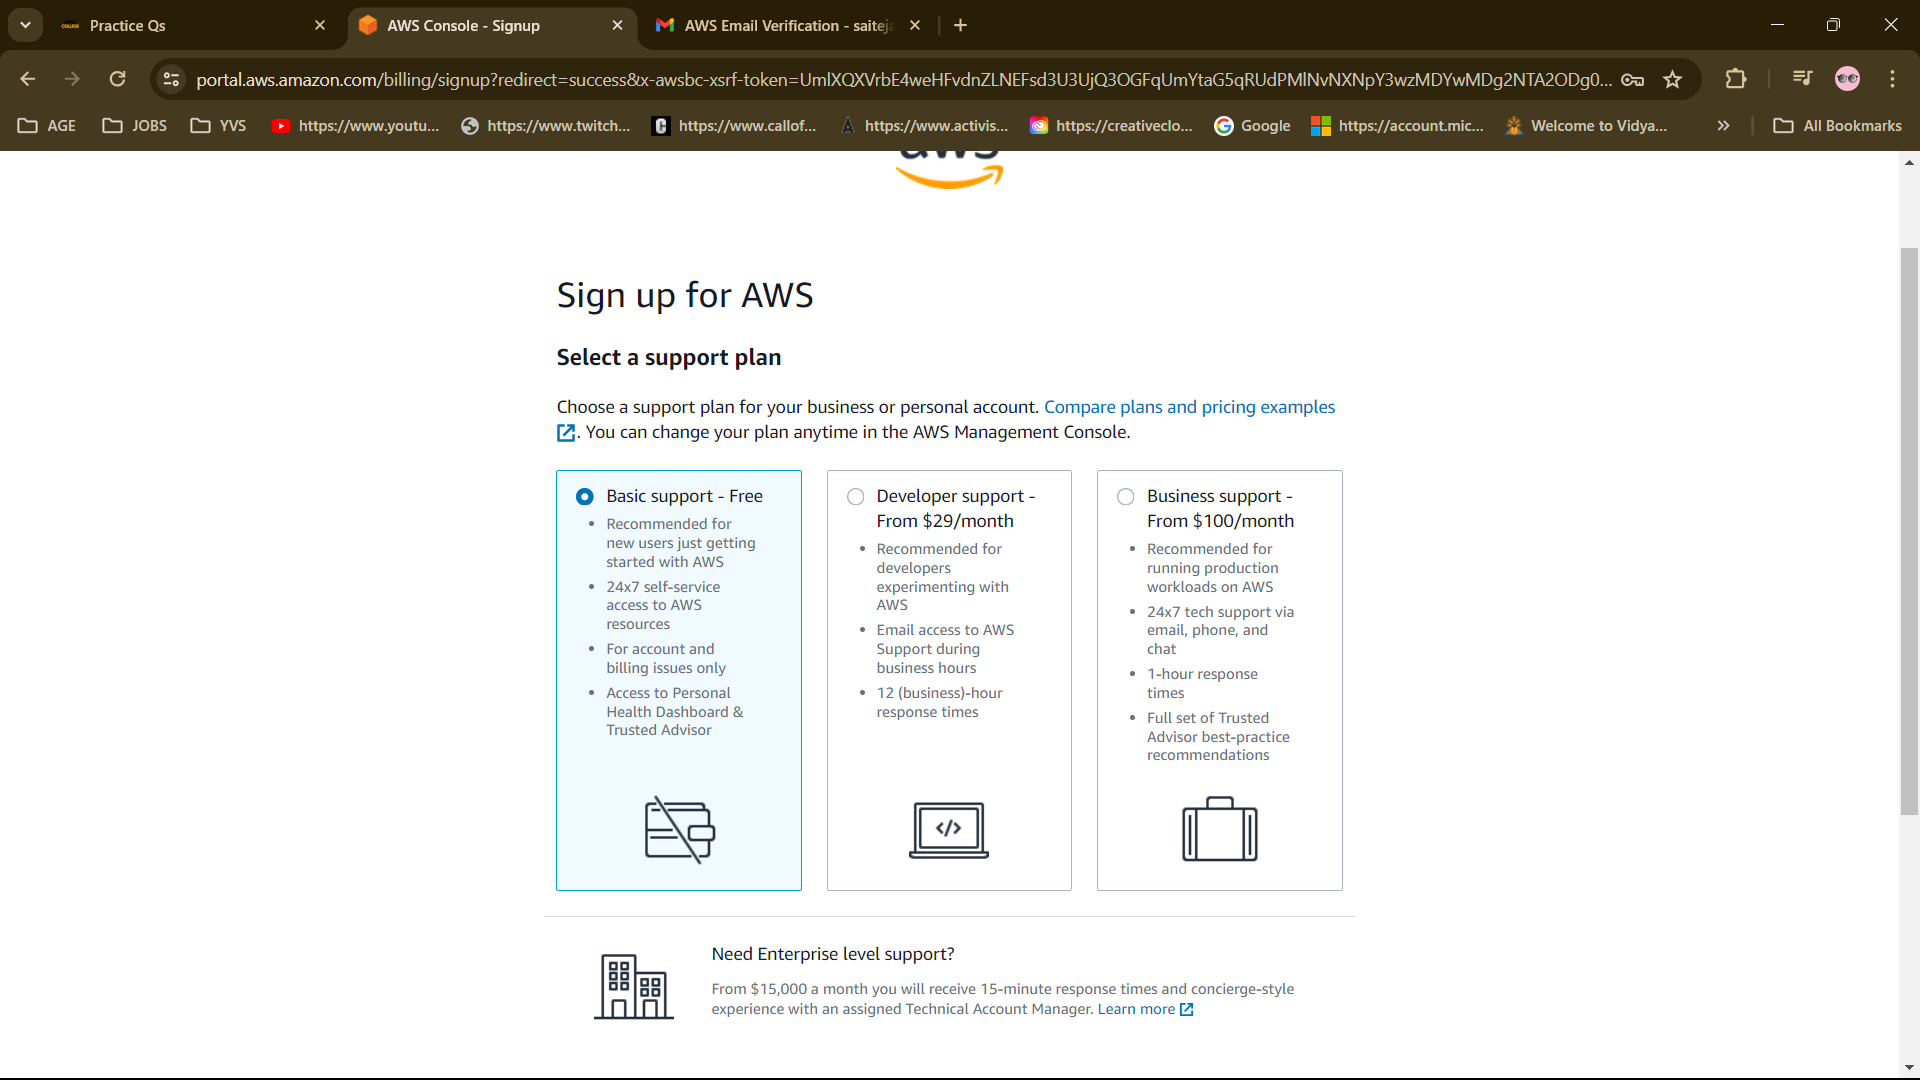 Practice Qs
AWS Console - Signup
AWS Email Verification - saitej
portal.aws.amazon.com/billing/signup?redirect=success&x-awsbc-xsrf-token=UmlXQXVrbE4weHFvdnZLNEFsd3U3UjQ3OGFqUmYtaG5qRUdPMlNvNXNpY3wzMDYwMDg2NTA2ODg0...
AGE
JOBS
YVS
https://www.youtu...
https://www.twitch...
https://www.callof...
https://www.activis...
https://creativeclo...
Google
https://account.mic...
Welcome to Vidya...
All Bookmarks
aws
Sign up for AWS
Select a support plan
Choose a support plan for your business or personal account. Compare plans and pricing examples
. You can change your plan anytime in the AWS Management Console.
Basic support - Free
• Recommended for
new users just getting
started with AWS
• 24x7 self-service
access to AWS
resources
• For account and
billing issues only
• Access to Personal
Health Dashboard &
Trusted Advisor
Developer support -
From $29/month
• Recommended for
developers
experimenting with
AWS
• Email access to AWS
Support during
business hours
• 12 (business)-hour
response times
</>
Business support -
From $100/month
• Recommended for
running production
workloads on AWS
• 24x7 tech support via
email, phone, and
chat
• 1-hour response
times
• Full set of Trusted
Advisor best-practice
recommendations
Need Enterprise level support?
From $15,000 a month you will receive 15-minute response times and concierge-style
experience with an assigned Technical Account Manager. Learn more